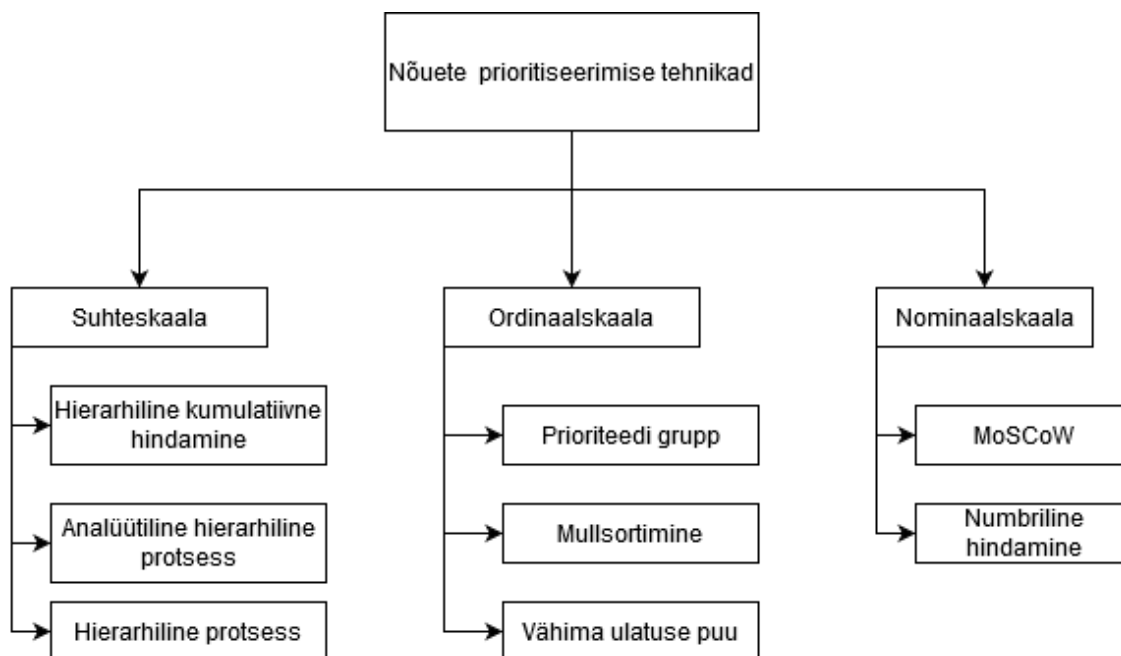 Nõuete prioritiseerimise tehnikad
Suhteskaala
Hierarhiline kumulatiivne
hindamine
Analüütiline hierarhiline
protsess
Hierarhiline protsess
Ordinaalskaala
Prioriteedi grupp
Mullsortimine
Vähima ulatuse puu
Nominaalskaala
MoSCoW
Numbriline
hindamine